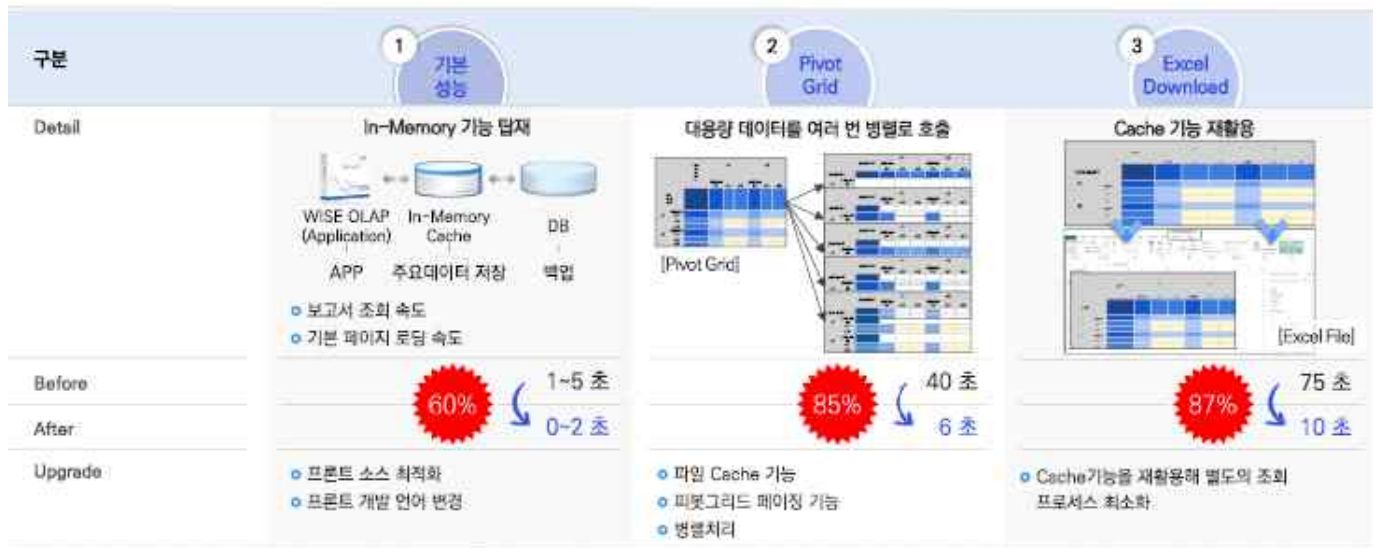 구분
1
기본
성능
2
Pivot
Grid
3
Excel
Download
Detail
In-Memory 기능 탑재
WISE OLAP
(Application)
In-Memory
Cache
DB
APP
주요데이터 저장
백업
보고서 조회 속도
기본 페이지 로딩 속도
대용량 데이터를 여러 번 병렬로 호출
[Pivot Grid]
Cache 기능 재활용
[Excel File]
Before
60%
1~5 초
85%
40 초
87%
75 초
After
0~2 초
6 초
10 초
Upgrade
프론트 소스 최적화
프론트 개발 언어 변경
파일 Cache 기능
피봇그리드 페이징 기능
병렬처리
Cache기능을 재활용해 별도의 조회
프로세스 최소화